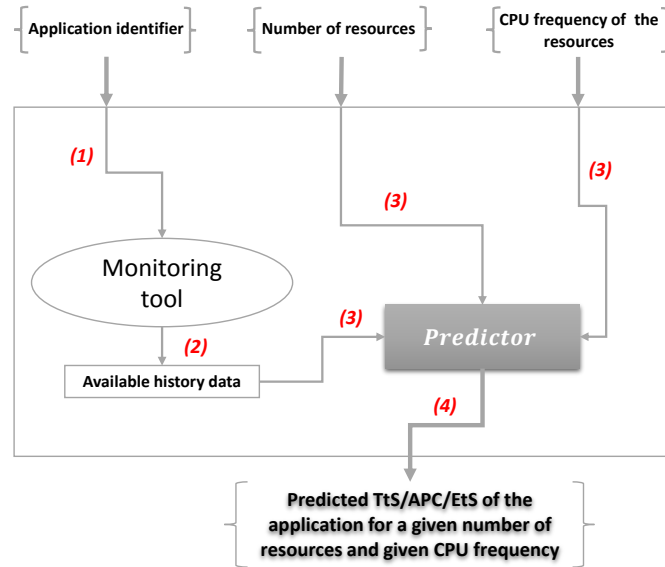 Application identifier
Number of resources
CPU frequency of the
resources
(1)
(3)
(3)
Monitoring
tool
(2)
(3)
Predictor
Available history data
(4)
Predicted TtS/APC/EtS of the
application for a given number of
resources and given CPU frequency